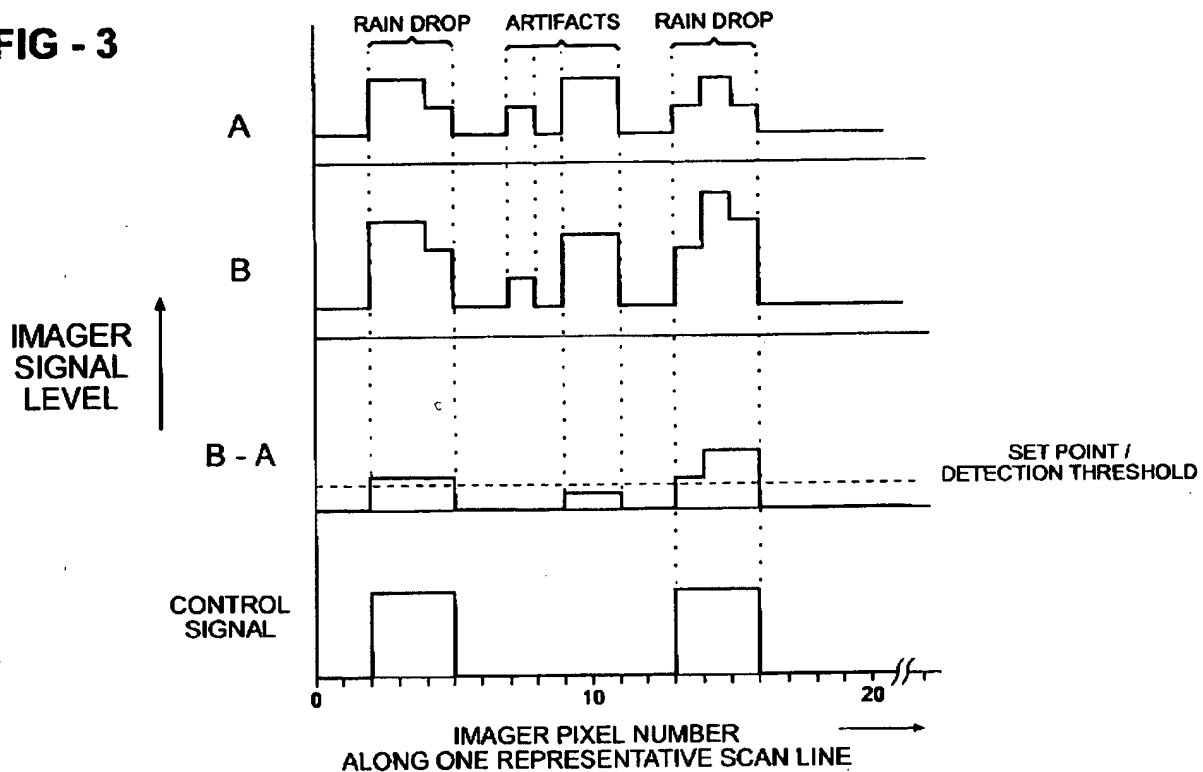 FIG - 3
RAIN DROP
ARTIFACTS
RAIN DROP
A
B
IMAGER
SIGNAL
LEVEL
B - A
SET POINT /
DETECTION THRESHOLD
CONTROL
SIGNAL
0
10
20
IMAGER PIXEL NUMBER
ALONG ONE REPRESENTATIVE SCAN LINE